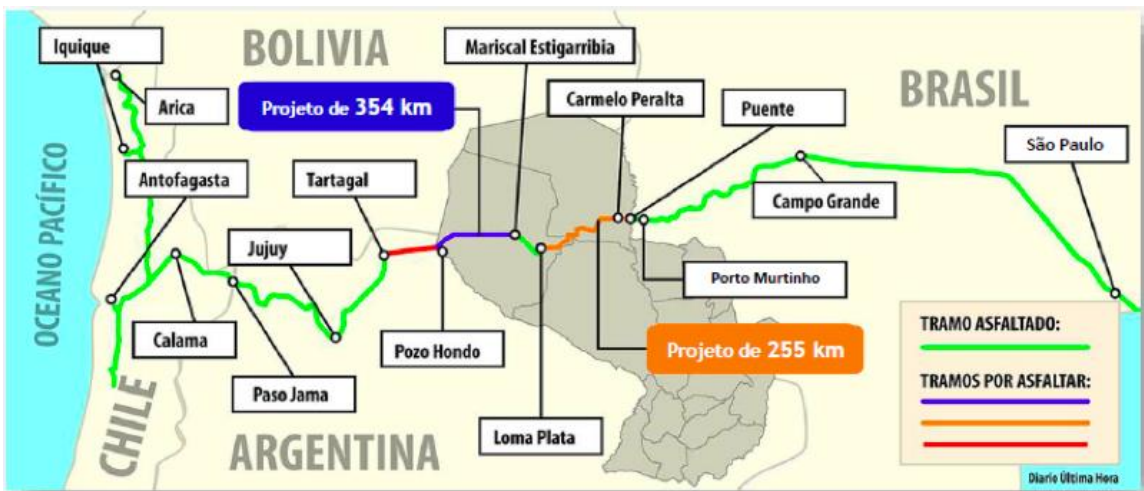 Iquique
BOLIVIA
Mariscal Estigarribia
BRASIL
Projeto de 354 km
Arica
Carmelo Peralta
Puente
São Paulo
Antofagasta
Tartagal
Campo Grande
OCEANO PACÍFICO
Jujuy
Porto Murtinho
Calama
Pozo Hondo
Projeto de 255 km
Paso Jama
Loma Plata
CHILE
ARGENTINA
TRAMO ASFALTADO:
TRAMOS POR ASFALTAR:
Diario Última Hora